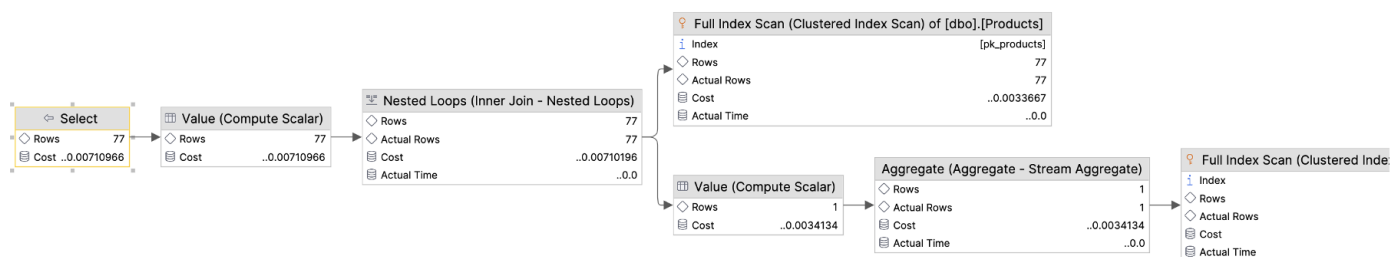 Select
Rows 77
Cost ..0.00710966
Value (Compute Scalar)
Rows 77
Cost ..0.00710966
Nested Loops (Inner Join - Nested Loops)
Rows 77
Actual Rows 77
Cost ..0.00710196
Actual Time ..0.0
Full Index Scan (Clustered Index Scan) of [dbo].[Products]
Index [pk_products]
Rows 77
Actual Rows 77
Cost ..0.0033667
Actual Time ..0.0
Value (Compute Scalar)
Rows 1
Cost ..0.0034134
Aggregate (Aggregate - Stream Aggregate)
Rows 1
Actual Rows 1
Cost ..0.0034134
Actual Time ..0.0
Full Index Scan (Clustered Inde
Index
Rows
Actual Rows
Cost
Actual Time